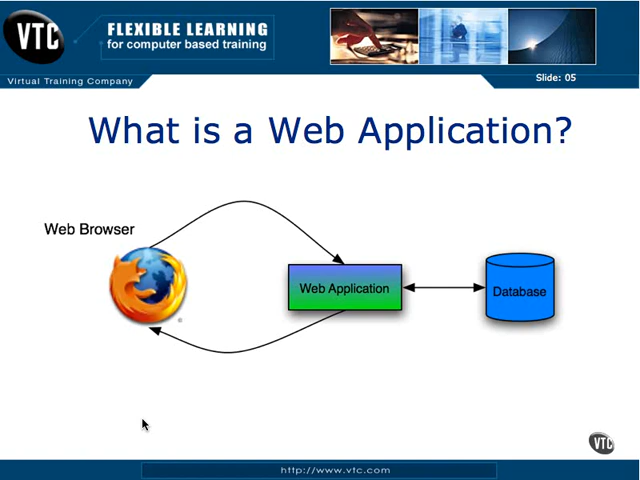 VTC
FLEXIBLE LEARNING
for computer based training
Virtual Training Company
Slide: 05
What is a Web Application?
Web Browser
Web Application
Database
VTC
http://www.vtc.com